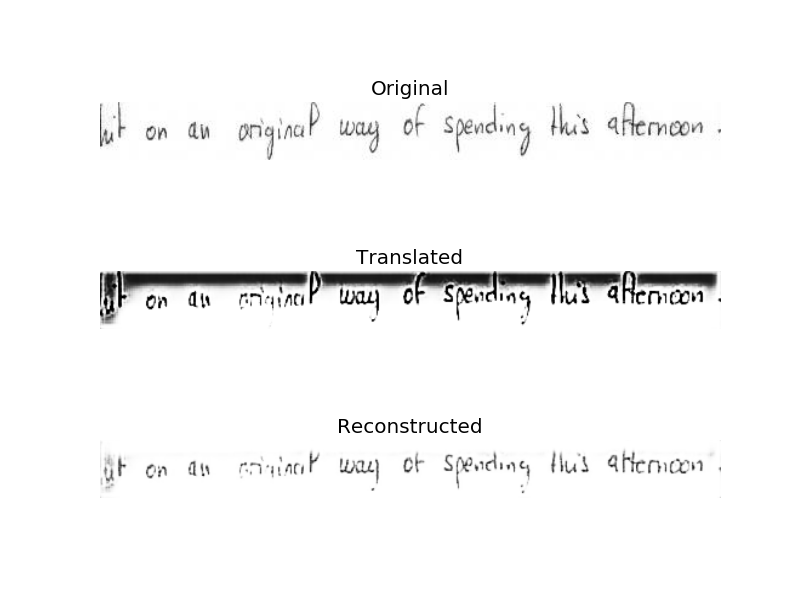 Original
hit on an original way of spending this afternoon .
Translated
hit on an original way of spending this afternoon .
Reconstructed
on an original way of spending this afternoon .